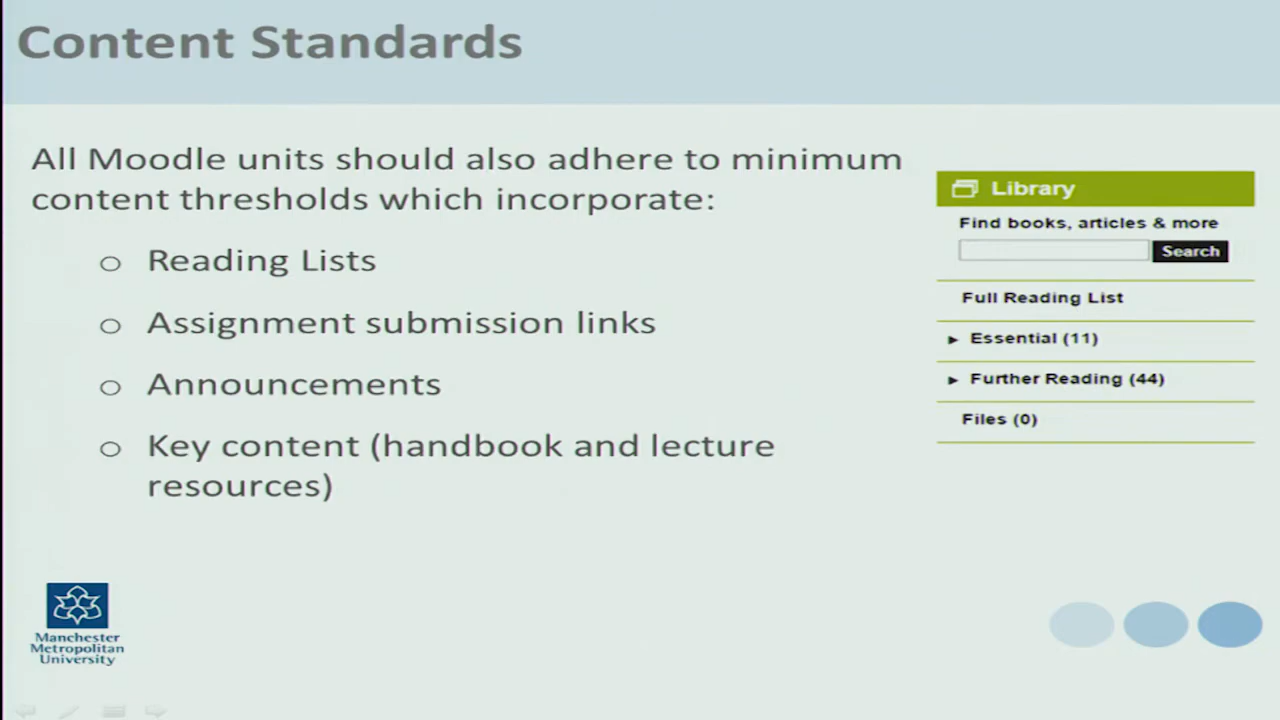 Content Standards
All Moodle units should also adhere to minimum
content thresholds which incorporate:
o Reading Lists
o Assignment submission links
o Announcements
o Key content (handbook and lecture
resources)
Library
Find books, articles & more
Search
Full Reading List
► Essential (11)
► Further Reading (44)
Files (0)
Manchester
Metropolitan
University